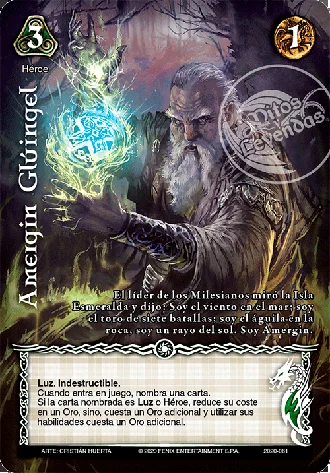 3
1
Héroe
Mitos y
Leyendas
Amergin Glúingel
El líder de los Milesianos miró la Isla
Esmeralda y dijo: Soy el viento en el mar; soy
el toro de siete batallas; soy el águila en la
roca, soy un rayo del sol. Soy Amergin.
Luz. Indestructible.
Cuando entra en juego, nombra una carta.
Si la carta nombrada es Luz o Héroe, reduce su coste
en un Oro, sino, cuesta un Oro adicional y utilizar sus
habilidades cuesta un Oro adicional.
ARTE: CRISTIÁN HUERTA © 2020 FENIX ENTERTAINMENT S.P.A.